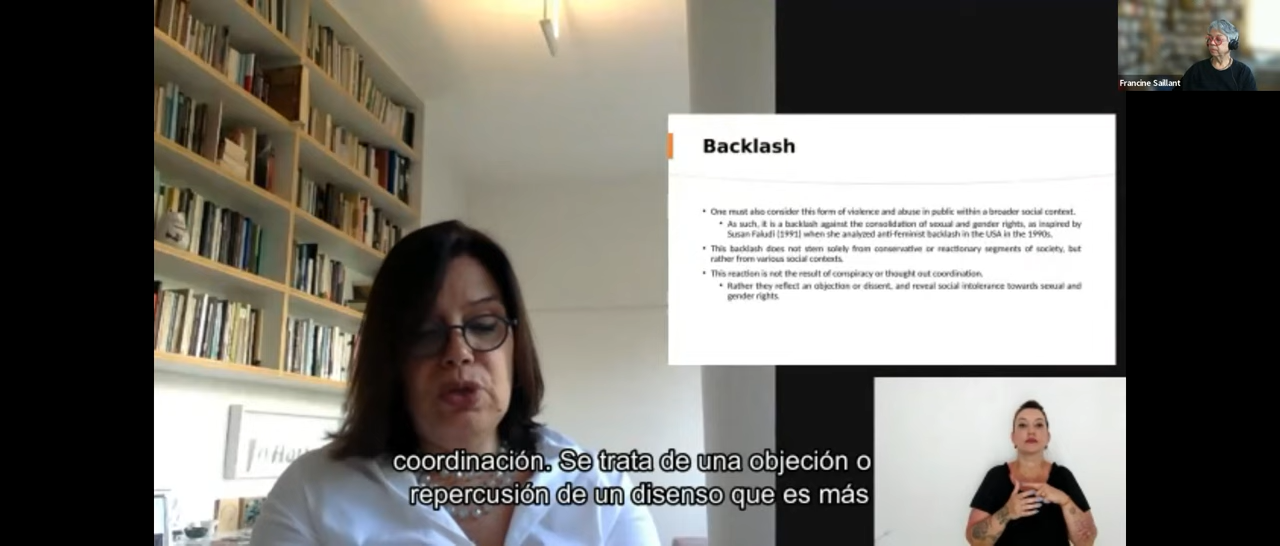 Francine Saillant
Backlash
• One must also consider this form of violence and abuse in public within a broader social context.
• As such, it is a backlash against the consolidation of sexual and gender rights, as inspired by
Susan Faludi (1991) when she analyzed anti-feminist backlash in the USA in the 1990s.
• This backlash does not stem solely from conservative or reactionary segments of society, but
rather from various social contexts.
• This reaction is not the result of conspiracy or thought out coordination.
• Rather they reflect an objection or dissent, and reveal social intolerance towards sexual and
gender rights.
coordinación. Se trata de una objeción o
repercusión de un disenso que es más